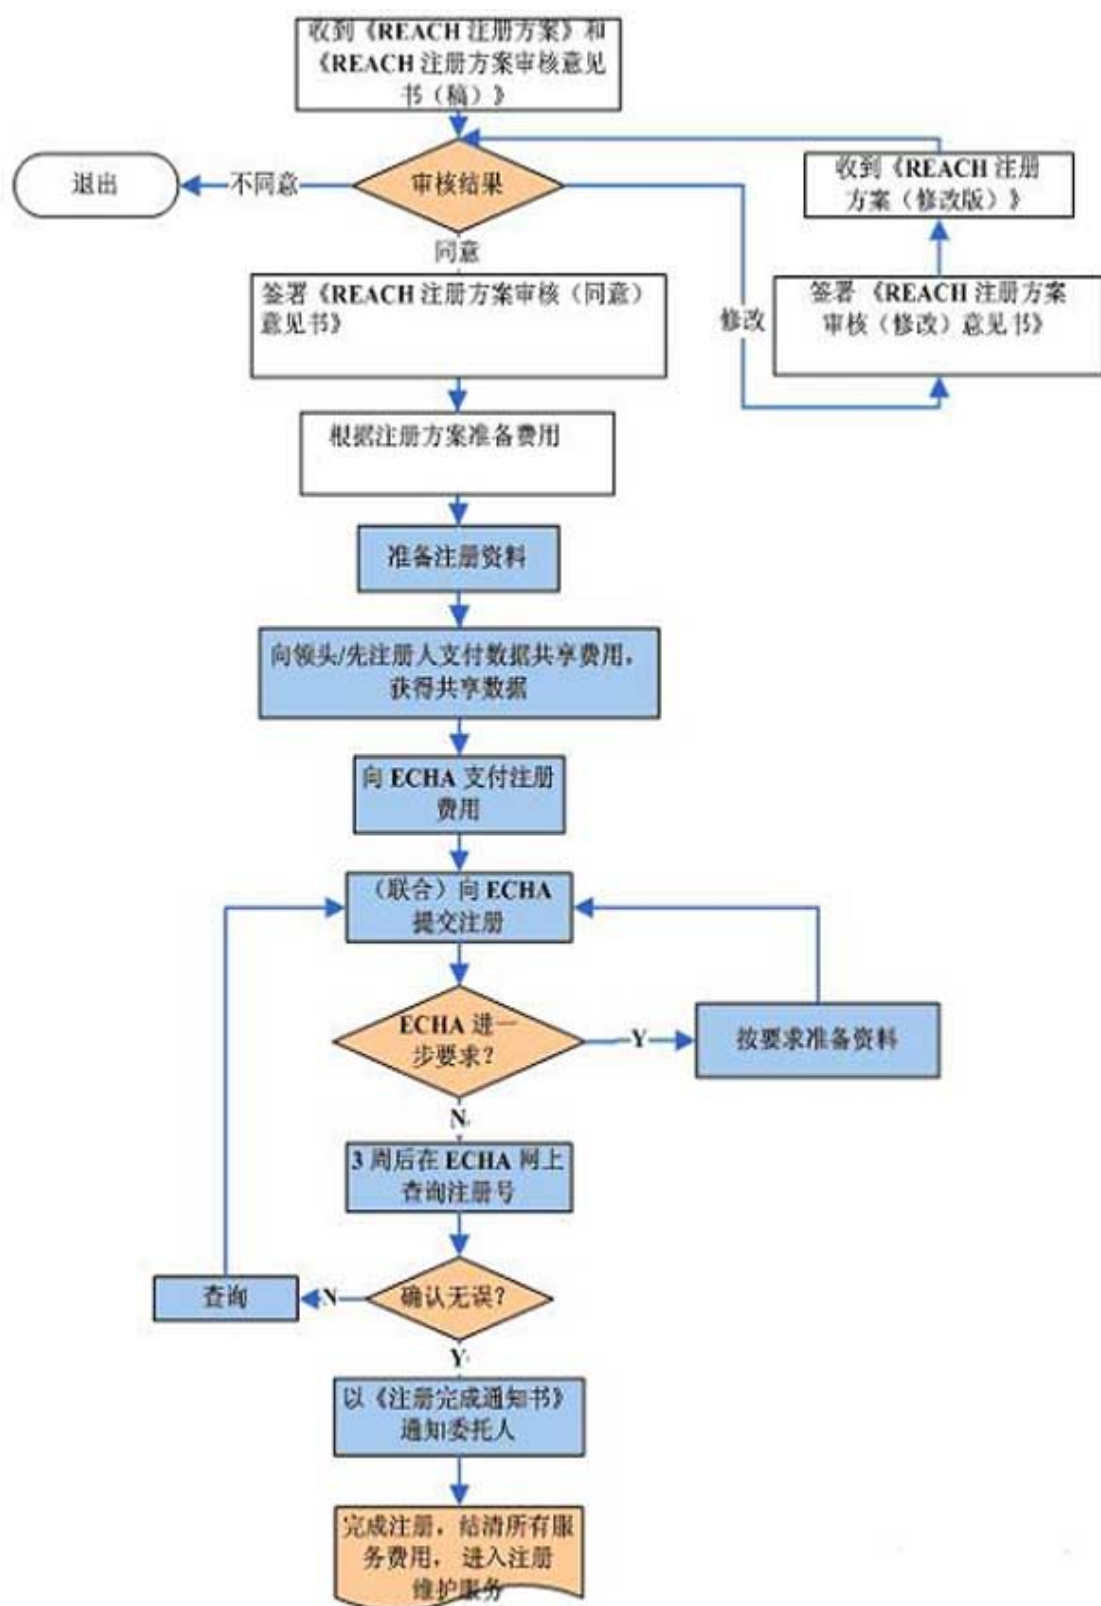 收到《REACH 注册方案》和
《REACH 注册方案审核意见
书(稿)》
退出
不同意
审核结果
收到《REACH 注册
方案(修改版)》
同意
签署《REACH 注册方案审核(同意)
意见书》
修改
签署 《REACH 注册方案
审核(修改)意见书》
根据注册方案准备费用
准备注册资料
向领头/先注册人支付数据共享费用,
获得共享数据
向 ECHA 支付注册
费用
(联合)向 ECHA
提交注册
ECHA 进一
步要求?
Y
按要求准备资料
N
3 周后在 ECHA 网上
查询注册号
查询
N
确认无误?
Y
以《注册完成通知书》
通知委托人
完成注册,结清所有服
务费用, 进入注册
维护服务